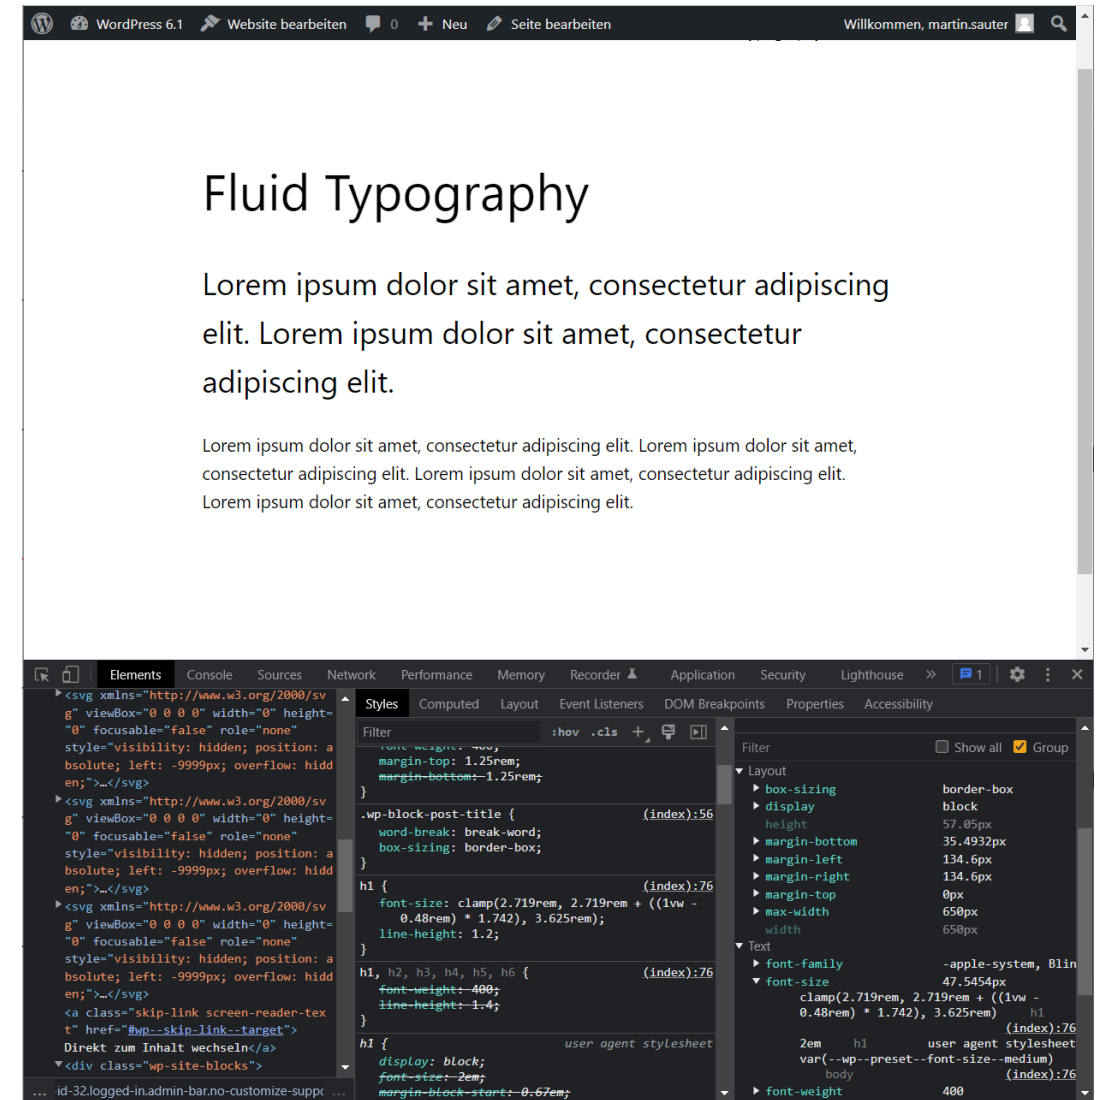 WordPress 6.1 Website bearbeiten 0 Neu Seite bearbeiten Willkommen, martin.sauter
Fluid Typography
Lorem ipsum dolor sit amet, consectetur adipiscing
elit. Lorem ipsum dolor sit amet, consectetur
adipiscing elit.
Lorem ipsum dolor sit amet, consectetur adipiscing elit. Lorem ipsum dolor sit amet,
consectetur adipiscing elit. Lorem ipsum dolor sit amet, consectetur adipiscing elit.
Lorem ipsum dolor sit amet, consectetur adipiscing elit.
Elements Console Sources Network Performance Memory Recorder Application Security Lighthouse » 1
<svg xmlns="http://www.w3.org/2000/sv
g" viewBox="0 0 0 0" width="0" height=
"0" focusable="false" role="none"
style="visibility: hidden; position: a
bsolute; left: -9999px; overflow: hidd
en;">…</svg>
<svg xmlns="http://www.w3.org/2000/sv
g" viewBox="0 0 0 0" width="0" height=
"0" focusable="false" role="none"
style="visibility: hidden; position: a
bsolute; left: -9999px; overflow: hidd
en;">…</svg>
<svg xmlns="http://www.w3.org/2000/sv
g" viewBox="0 0 0 0" width="0" height=
"0" focusable="false" role="none"
style="visibility: hidden; position: a
bsolute; left: -9999px; overflow: hidd
en;">…</svg>
<a class="skip-link screen-reader-tex
t" href="#wp--skip-link--target">
Direkt zum Inhalt wechseln</a>
<div class="wp-site-blocks">
... -id-32.logged-in.admin-bar.no-customize-suppo ...
Styles Computed Layout Event Listeners DOM Breakpoints Properties Accessibility
Filter :hov .cls +
font-weight: 400;
margin-top: 1.25rem;
margin-bottom: 1.25rem;
}
.wp-block-post-title { (index):56
word-break: break-word;
box-sizing: border-box;
}
h1 { (index):76
font-size: clamp(2.719rem, 2.719rem + ((1vw -
0.48rem) * 1.742), 3.625rem);
line-height: 1.2;
}
h1, h2, h3, h4, h5, h6 { (index):76
font-weight: 400;
line-height: 1.4;
}
h1 { user agent stylesheet
display: block;
font-size: 2em;
margin-block-start: 0.67em;
Filter Show all Group
Layout
box-sizing border-box
display block
height 57.05px
margin-bottom 35.4932px
margin-left 134.6px
margin-right 134.6px
margin-top 0px
max-width 650px
width 650px
Text
font-family -apple-system, Blin
font-size 47.5454px
clamp(2.719rem, 2.719rem + ((1vw -
0.48rem) * 1.742), 3.625rem) h1
(index):76
2em h1 user agent stylesheet
var(--wp--preset--font-size--medium)
body (index):76
font-weight 400